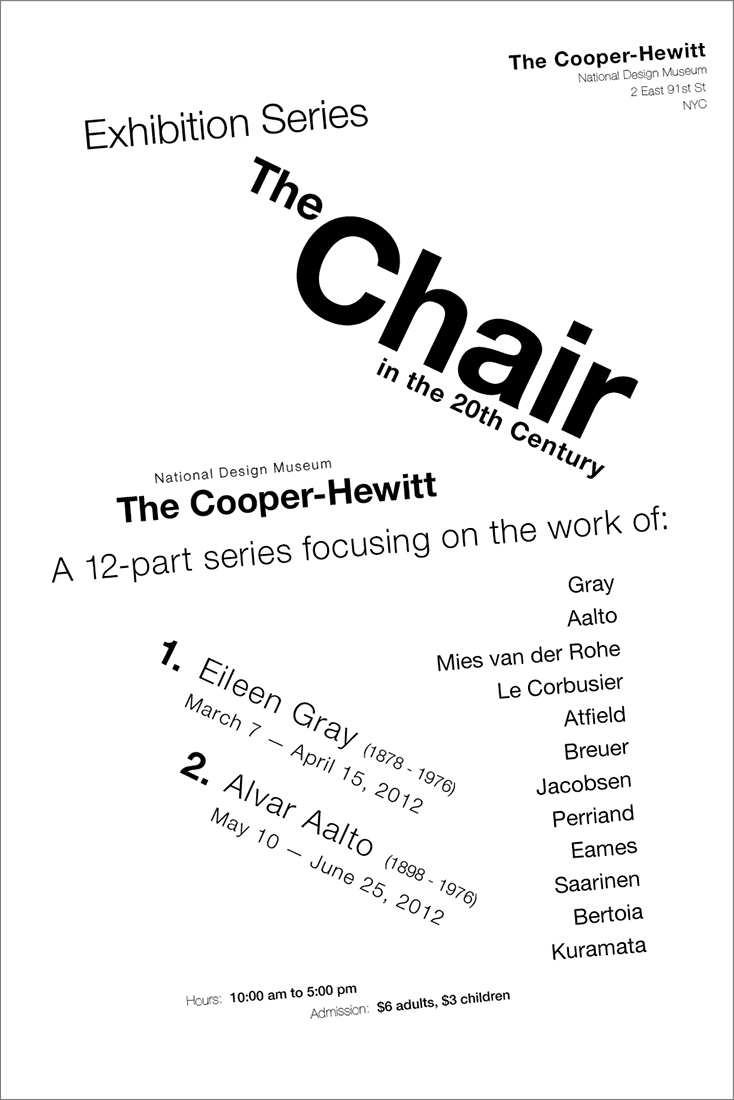 The Cooper-Hewitt
National Design Museum
2 East 91st St
NYC
Exhibition Series
The
Chair
in the 20th Century
National Design Museum
The Cooper-Hewitt
A 12-part series focusing on the work of:
Gray
Aalto
Mies van der Rohe
Le Corbusier
Atfield
Breuer
Jacobsen
Perriand
Eames
Saarinen
Bertoia
Kuramata
1. Eileen Gray (1878 - 1976)
March 7 — April 15, 2012
2. Alvar Aalto (1898 - 1976)
May 10 — June 25, 2012
Hours: 10:00 am to 5:00 pm
Admission: $6 adults, $3 children